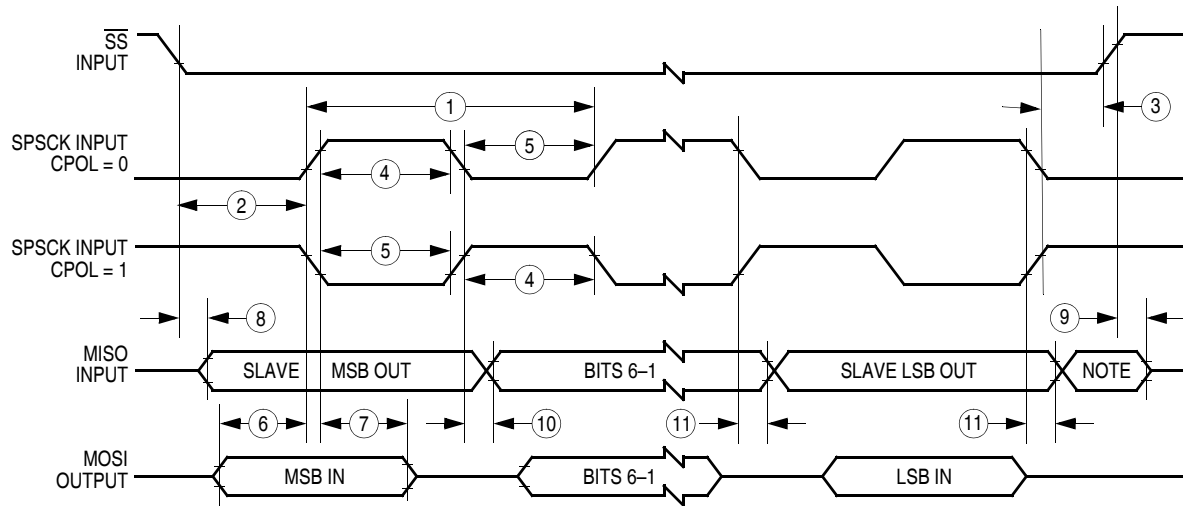 SS
INPUT
1
3
SPSCK INPUT
CPOL = 0
5
4
2
SPSCK INPUT
CPOL = 1
5
4
8
9
MISO
INPUT
SLAVE MSB OUT
BITS 6–1
SLAVE LSB OUT
NOTE
6
7
10
11
11
MOSI
OUTPUT
MSB IN
BITS 6–1
LSB IN